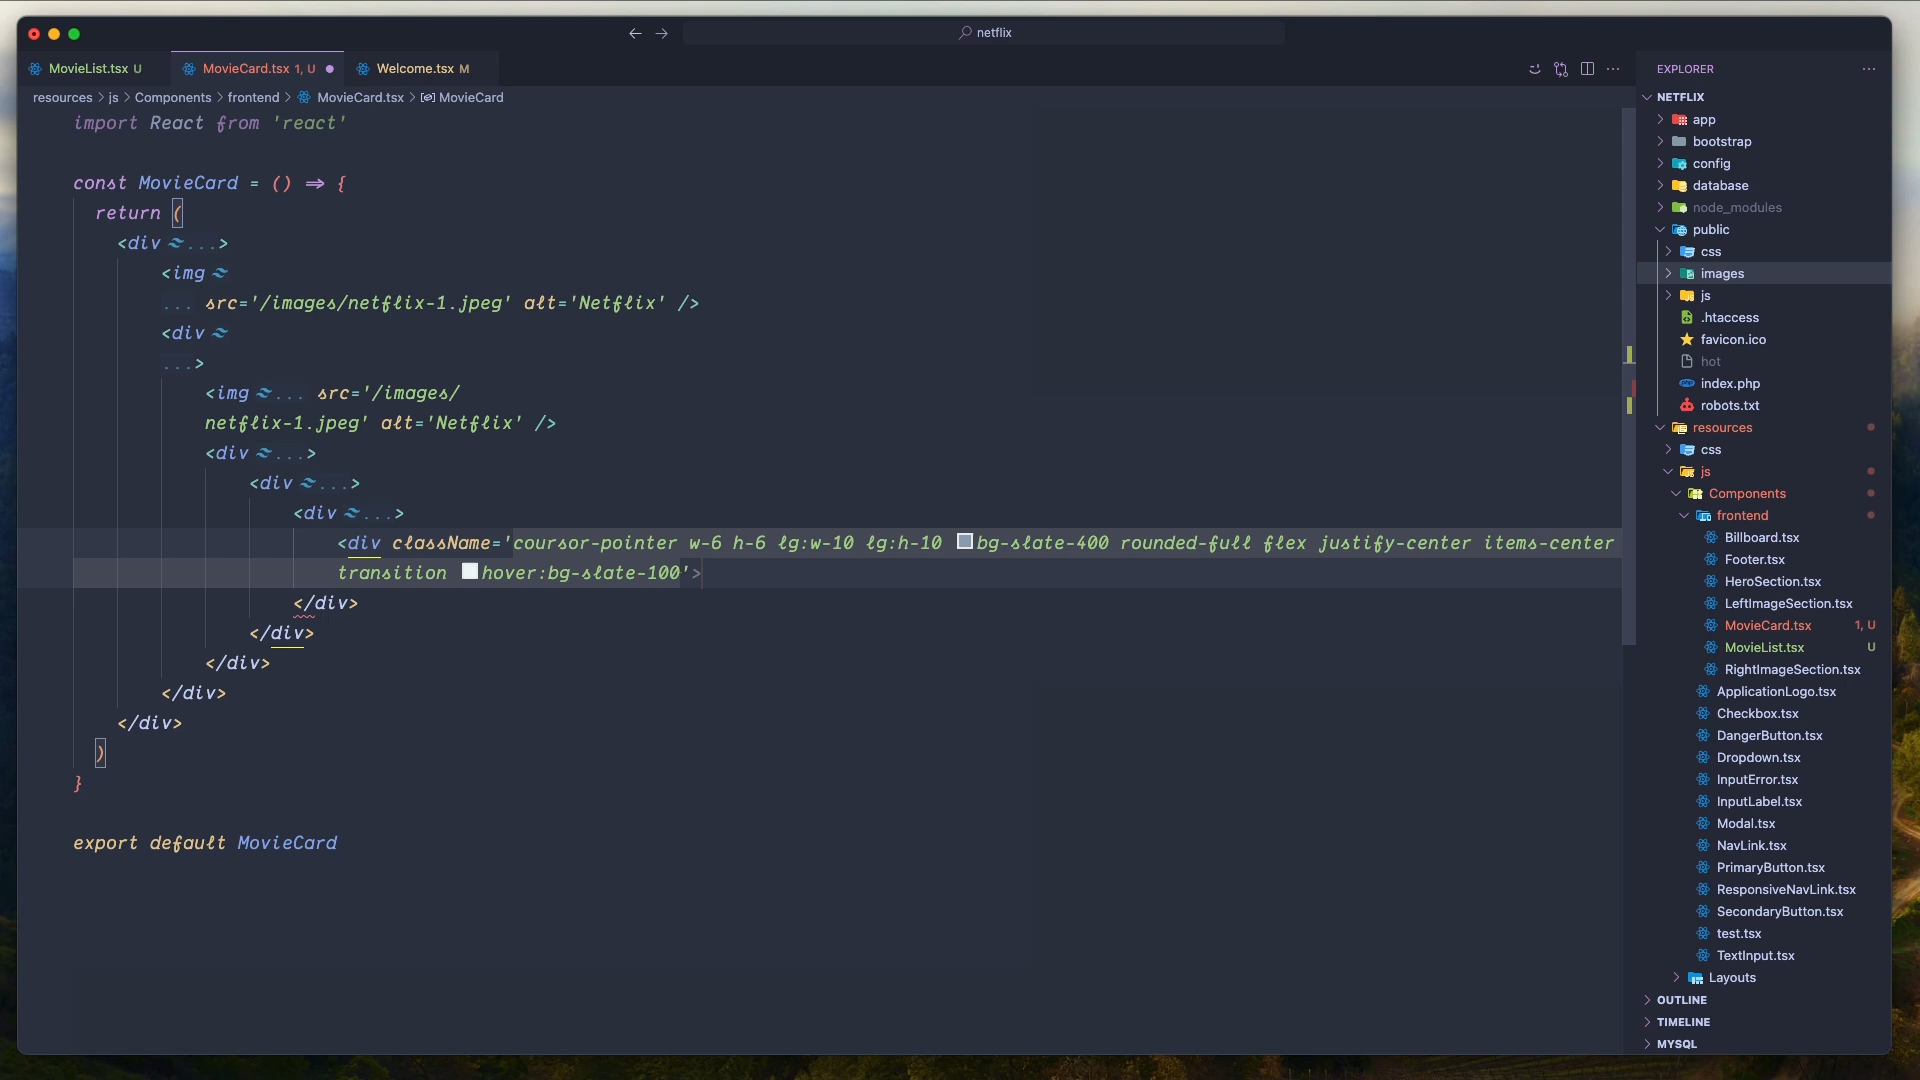 netflix
MovieList.tsx U
MovieCard.tsx 1, U
Welcome.tsx M
resources > js > Components > frontend > MovieCard.tsx > MovieCard
import React from 'react'
const MovieCard = () => {
return (
<div ...>
<img
... src='/images/netflix-1.jpeg' alt='Netflix' />
<div
...>
<img ... src='/images/
netflix-1.jpeg' alt='Netflix' />
<div ...>
<div ...>
<div ...>
<div className='coursor-pointer w-6 h-6 lg:w-10 lg:h-10 bg-slate-400 rounded-full flex justify-center items-center
transition hover:bg-slate-100'>
</div>
</div>
</div>
</div>
</div>
)
}
export default MovieCard
EXPLORER
NETFLIX
app
bootstrap
config
database
node_modules
public
css
images
js
.htaccess
favicon.ico
hot
index.php
robots.txt
resources
css
js
Components
frontend
Billboard.tsx
Footer.tsx
HeroSection.tsx
LeftImageSection.tsx
MovieCard.tsx 1, U
MovieList.tsx U
RightImageSection.tsx
ApplicationLogo.tsx
Checkbox.tsx
DangerButton.tsx
Dropdown.tsx
InputError.tsx
InputLabel.tsx
Modal.tsx
NavLink.tsx
PrimaryButton.tsx
ResponsiveNavLink.tsx
SecondaryButton.tsx
test.tsx
TextInput.tsx
Layouts
OUTLINE
TIMELINE
MYSQL